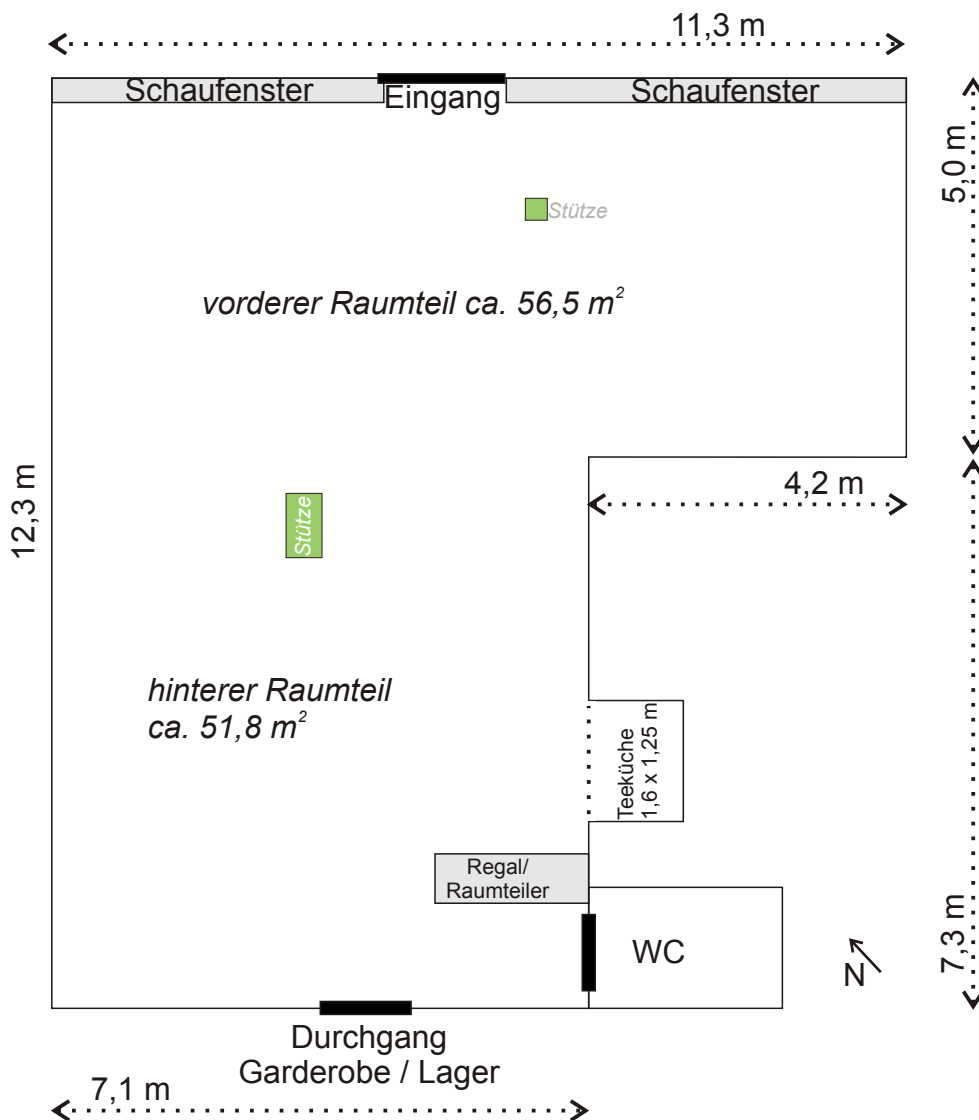 11,3 m
Schaufenster
Eingang
Schaufenster
5,0 m
Stütze
vorderer Raumteil ca. 56,5 m²
12,3 m
4,2 m
Stütze
hinterer Raumteil
ca. 51,8 m²
Teeküche
1,6 x 1,25 m
Regal/
Raumteiler
WC
N
7,3 m
Durchgang
Garderobe / Lager
7,1 m